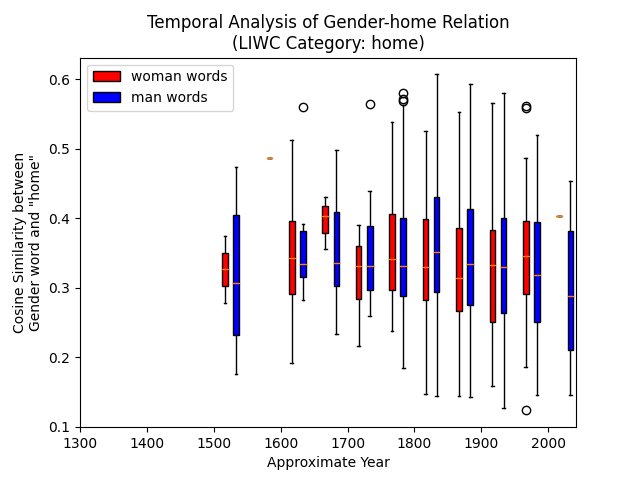 Temporal Analysis of Gender-home Relation
(LIWC Category: home)
woman words
man words
Cosine Similarity between
Gender word and "home"
0.6
0.5
0.4
0.3
0.2
0.1
1300 1400 1500 1600 1700 1800 1900 2000
Approximate Year